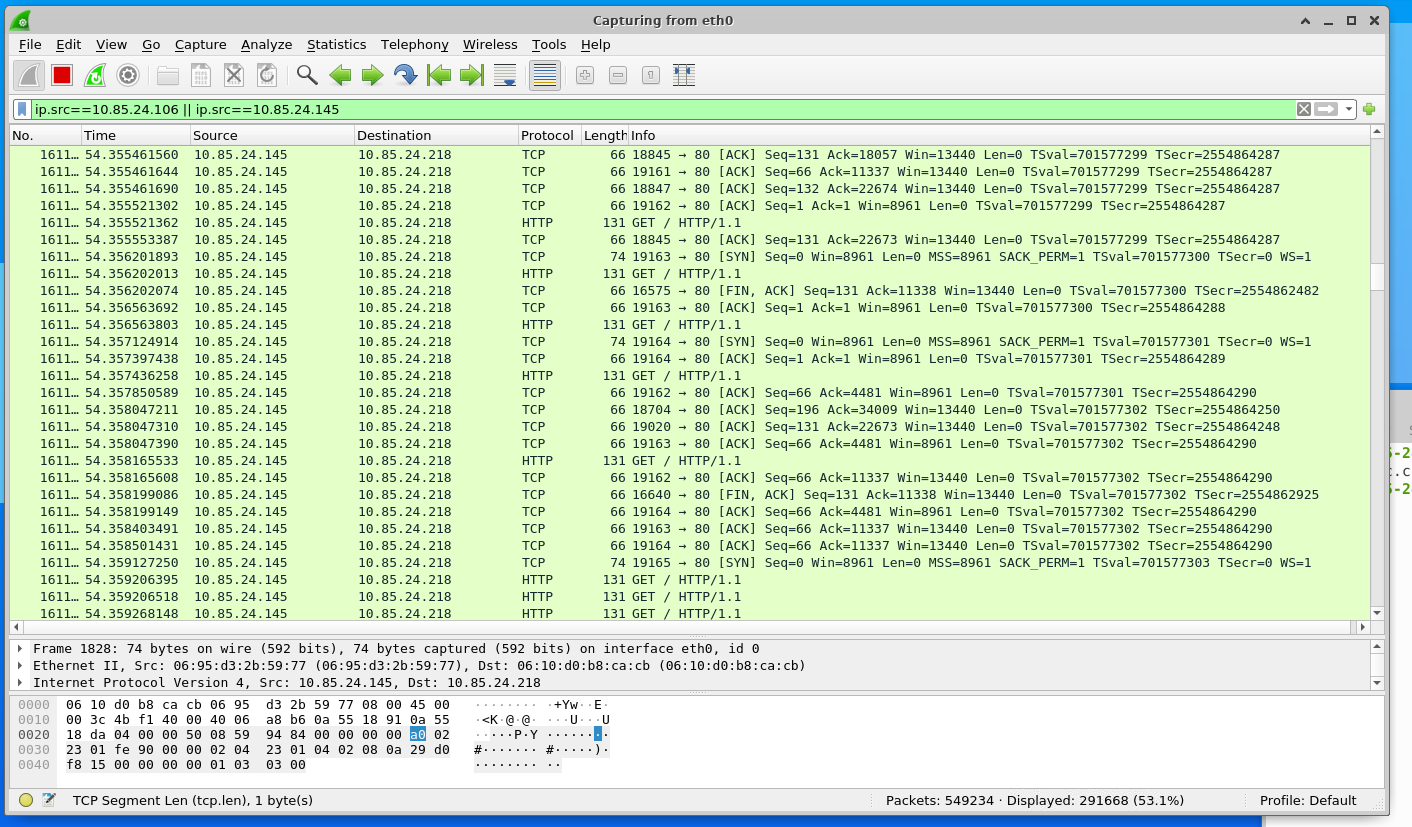 Capturing from eth0
File Edit View Go Capture Analyze Statistics Telephony Wireless Tools Help
ip.src==10.85.24.106 || ip.src==10.85.24.145
No. Time Source Destination Protocol Length Info
1611… 54.355461560 10.85.24.145 10.85.24.218 TCP 66 18845 → 80 [ACK] Seq=131 Ack=18057 Win=13440 Len=0 TSval=701577299 TSecr=2554864287
1611… 54.355461644 10.85.24.145 10.85.24.218 TCP 66 19161 → 80 [ACK] Seq=66 Ack=11337 Win=13440 Len=0 TSval=701577299 TSecr=2554864287
1611… 54.355461690 10.85.24.145 10.85.24.218 TCP 66 18847 → 80 [ACK] Seq=132 Ack=22674 Win=13440 Len=0 TSval=701577299 TSecr=2554864287
1611… 54.355521302 10.85.24.145 10.85.24.218 TCP 66 19162 → 80 [ACK] Seq=1 Ack=1 Win=8961 Len=0 TSval=701577299 TSecr=2554864287
1611… 54.355521362 10.85.24.145 10.85.24.218 HTTP 131 GET / HTTP/1.1
1611… 54.355553387 10.85.24.145 10.85.24.218 TCP 66 18845 → 80 [ACK] Seq=131 Ack=22673 Win=13440 Len=0 TSval=701577299 TSecr=2554864287
1611… 54.356201893 10.85.24.145 10.85.24.218 TCP 74 19163 → 80 [SYN] Seq=0 Win=8961 Len=0 MSS=8961 SACK_PERM=1 TSval=701577300 TSecr=0 WS=1
1611… 54.356202013 10.85.24.145 10.85.24.218 HTTP 131 GET / HTTP/1.1
1611… 54.356202074 10.85.24.145 10.85.24.218 TCP 66 16575 → 80 [FIN, ACK] Seq=131 Ack=11338 Win=13440 Len=0 TSval=701577300 TSecr=2554862482
1611… 54.356563692 10.85.24.145 10.85.24.218 TCP 66 19163 → 80 [ACK] Seq=1 Ack=1 Win=8961 Len=0 TSval=701577300 TSecr=2554864288
1611… 54.356563803 10.85.24.145 10.85.24.218 HTTP 131 GET / HTTP/1.1
1611… 54.357124914 10.85.24.145 10.85.24.218 TCP 74 19164 → 80 [SYN] Seq=0 Win=8961 Len=0 MSS=8961 SACK_PERM=1 TSval=701577301 TSecr=0 WS=1
1611… 54.357397438 10.85.24.145 10.85.24.218 TCP 66 19164 → 80 [ACK] Seq=1 Ack=1 Win=8961 Len=0 TSval=701577301 TSecr=2554864289
1611… 54.357436258 10.85.24.145 10.85.24.218 HTTP 131 GET / HTTP/1.1
1611… 54.357850589 10.85.24.145 10.85.24.218 TCP 66 19162 → 80 [ACK] Seq=66 Ack=4481 Win=8961 Len=0 TSval=701577301 TSecr=2554864290
1611… 54.358047211 10.85.24.145 10.85.24.218 TCP 66 18704 → 80 [ACK] Seq=196 Ack=34009 Win=13440 Len=0 TSval=701577302 TSecr=2554864250
1611… 54.358047310 10.85.24.145 10.85.24.218 TCP 66 19020 → 80 [ACK] Seq=131 Ack=22673 Win=13440 Len=0 TSval=701577302 TSecr=2554864248
1611… 54.358047390 10.85.24.145 10.85.24.218 TCP 66 19163 → 80 [ACK] Seq=66 Ack=4481 Win=8961 Len=0 TSval=701577302 TSecr=2554864290
1611… 54.358165533 10.85.24.145 10.85.24.218 HTTP 131 GET / HTTP/1.1
1611… 54.358165608 10.85.24.145 10.85.24.218 TCP 66 19162 → 80 [ACK] Seq=66 Ack=11337 Win=13440 Len=0 TSval=701577302 TSecr=2554864290
1611… 54.358199086 10.85.24.145 10.85.24.218 TCP 66 16640 → 80 [FIN, ACK] Seq=131 Ack=11338 Win=13440 Len=0 TSval=701577302 TSecr=2554862925
1611… 54.358199149 10.85.24.145 10.85.24.218 TCP 66 19164 → 80 [ACK] Seq=66 Ack=4481 Win=8961 Len=0 TSval=701577302 TSecr=2554864290
1611… 54.358403491 10.85.24.145 10.85.24.218 TCP 66 19163 → 80 [ACK] Seq=66 Ack=11337 Win=13440 Len=0 TSval=701577302 TSecr=2554864290
1611… 54.358501431 10.85.24.145 10.85.24.218 TCP 66 19164 → 80 [ACK] Seq=66 Ack=11337 Win=13440 Len=0 TSval=701577302 TSecr=2554864290
1611… 54.359127250 10.85.24.145 10.85.24.218 TCP 74 19165 → 80 [SYN] Seq=0 Win=8961 Len=0 MSS=8961 SACK_PERM=1 TSval=701577303 TSecr=0 WS=1
1611… 54.359206395 10.85.24.145 10.85.24.218 HTTP 131 GET / HTTP/1.1
1611… 54.359206518 10.85.24.145 10.85.24.218 HTTP 131 GET / HTTP/1.1
1611… 54.359268148 10.85.24.145 10.85.24.218 HTTP 131 GET / HTTP/1.1
Frame 1828: 74 bytes on wire (592 bits), 74 bytes captured (592 bits) on interface eth0, id 0
Ethernet II, Src: 06:95:d3:2b:59:77 (06:95:d3:2b:59:77), Dst: 06:10:d0:b8:ca:cb (06:10:d0:b8:ca:cb)
Internet Protocol Version 4, Src: 10.85.24.145, Dst: 10.85.24.218
0000 06 10 d0 b8 ca cb 06 95 d3 2b 59 77 08 00 45 00 ········ ·+Yw··E·
0010 00 3c 4b f1 40 00 40 06 a8 b6 0a 55 18 91 0a 55 ·<K·@·@· ···U···U
0020 18 da 04 00 00 50 08 59 94 84 00 00 00 00 a0 02 ·····P·Y ········
0030 23 01 fe 90 00 00 02 04 23 01 04 02 08 0a 29 d0 #······· #·····)·
0040 f8 15 00 00 00 00 01 03 03 00 ········ ··
TCP Segment Len (tcp.len), 1 byte(s)
Packets: 549234 · Displayed: 291668 (53.1%)
Profile: Default